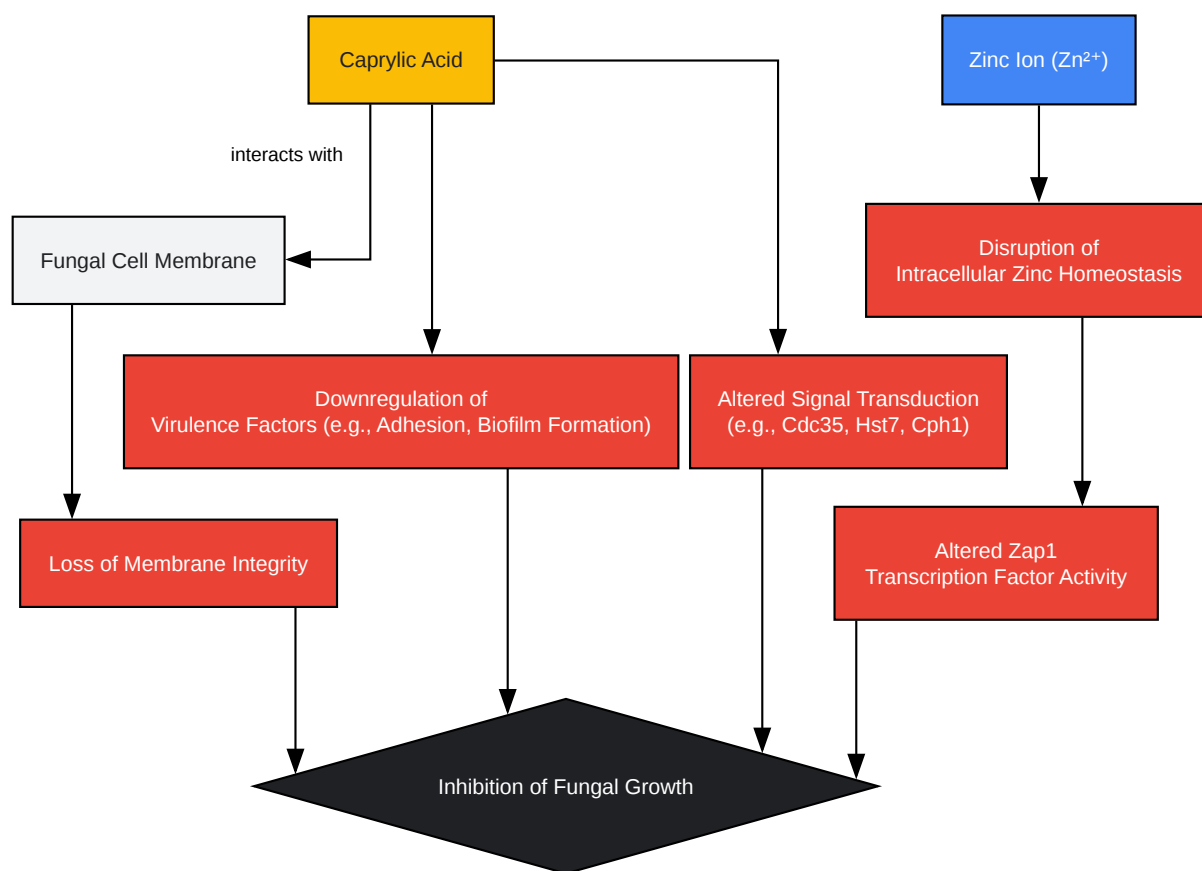 Caprylic Acid
Zinc Ion (Zn²⁺)
interacts with
Fungal Cell Membrane
Disruption of
Intracellular Zinc Homeostasis
Downregulation of
Virulence Factors (e.g., Adhesion, Biofilm Formation)
Altered Signal Transduction
(e.g., Cdc35, Hst7, Cph1)
Loss of Membrane Integrity
Altered Zap1
Transcription Factor Activity
Inhibition of Fungal Growth